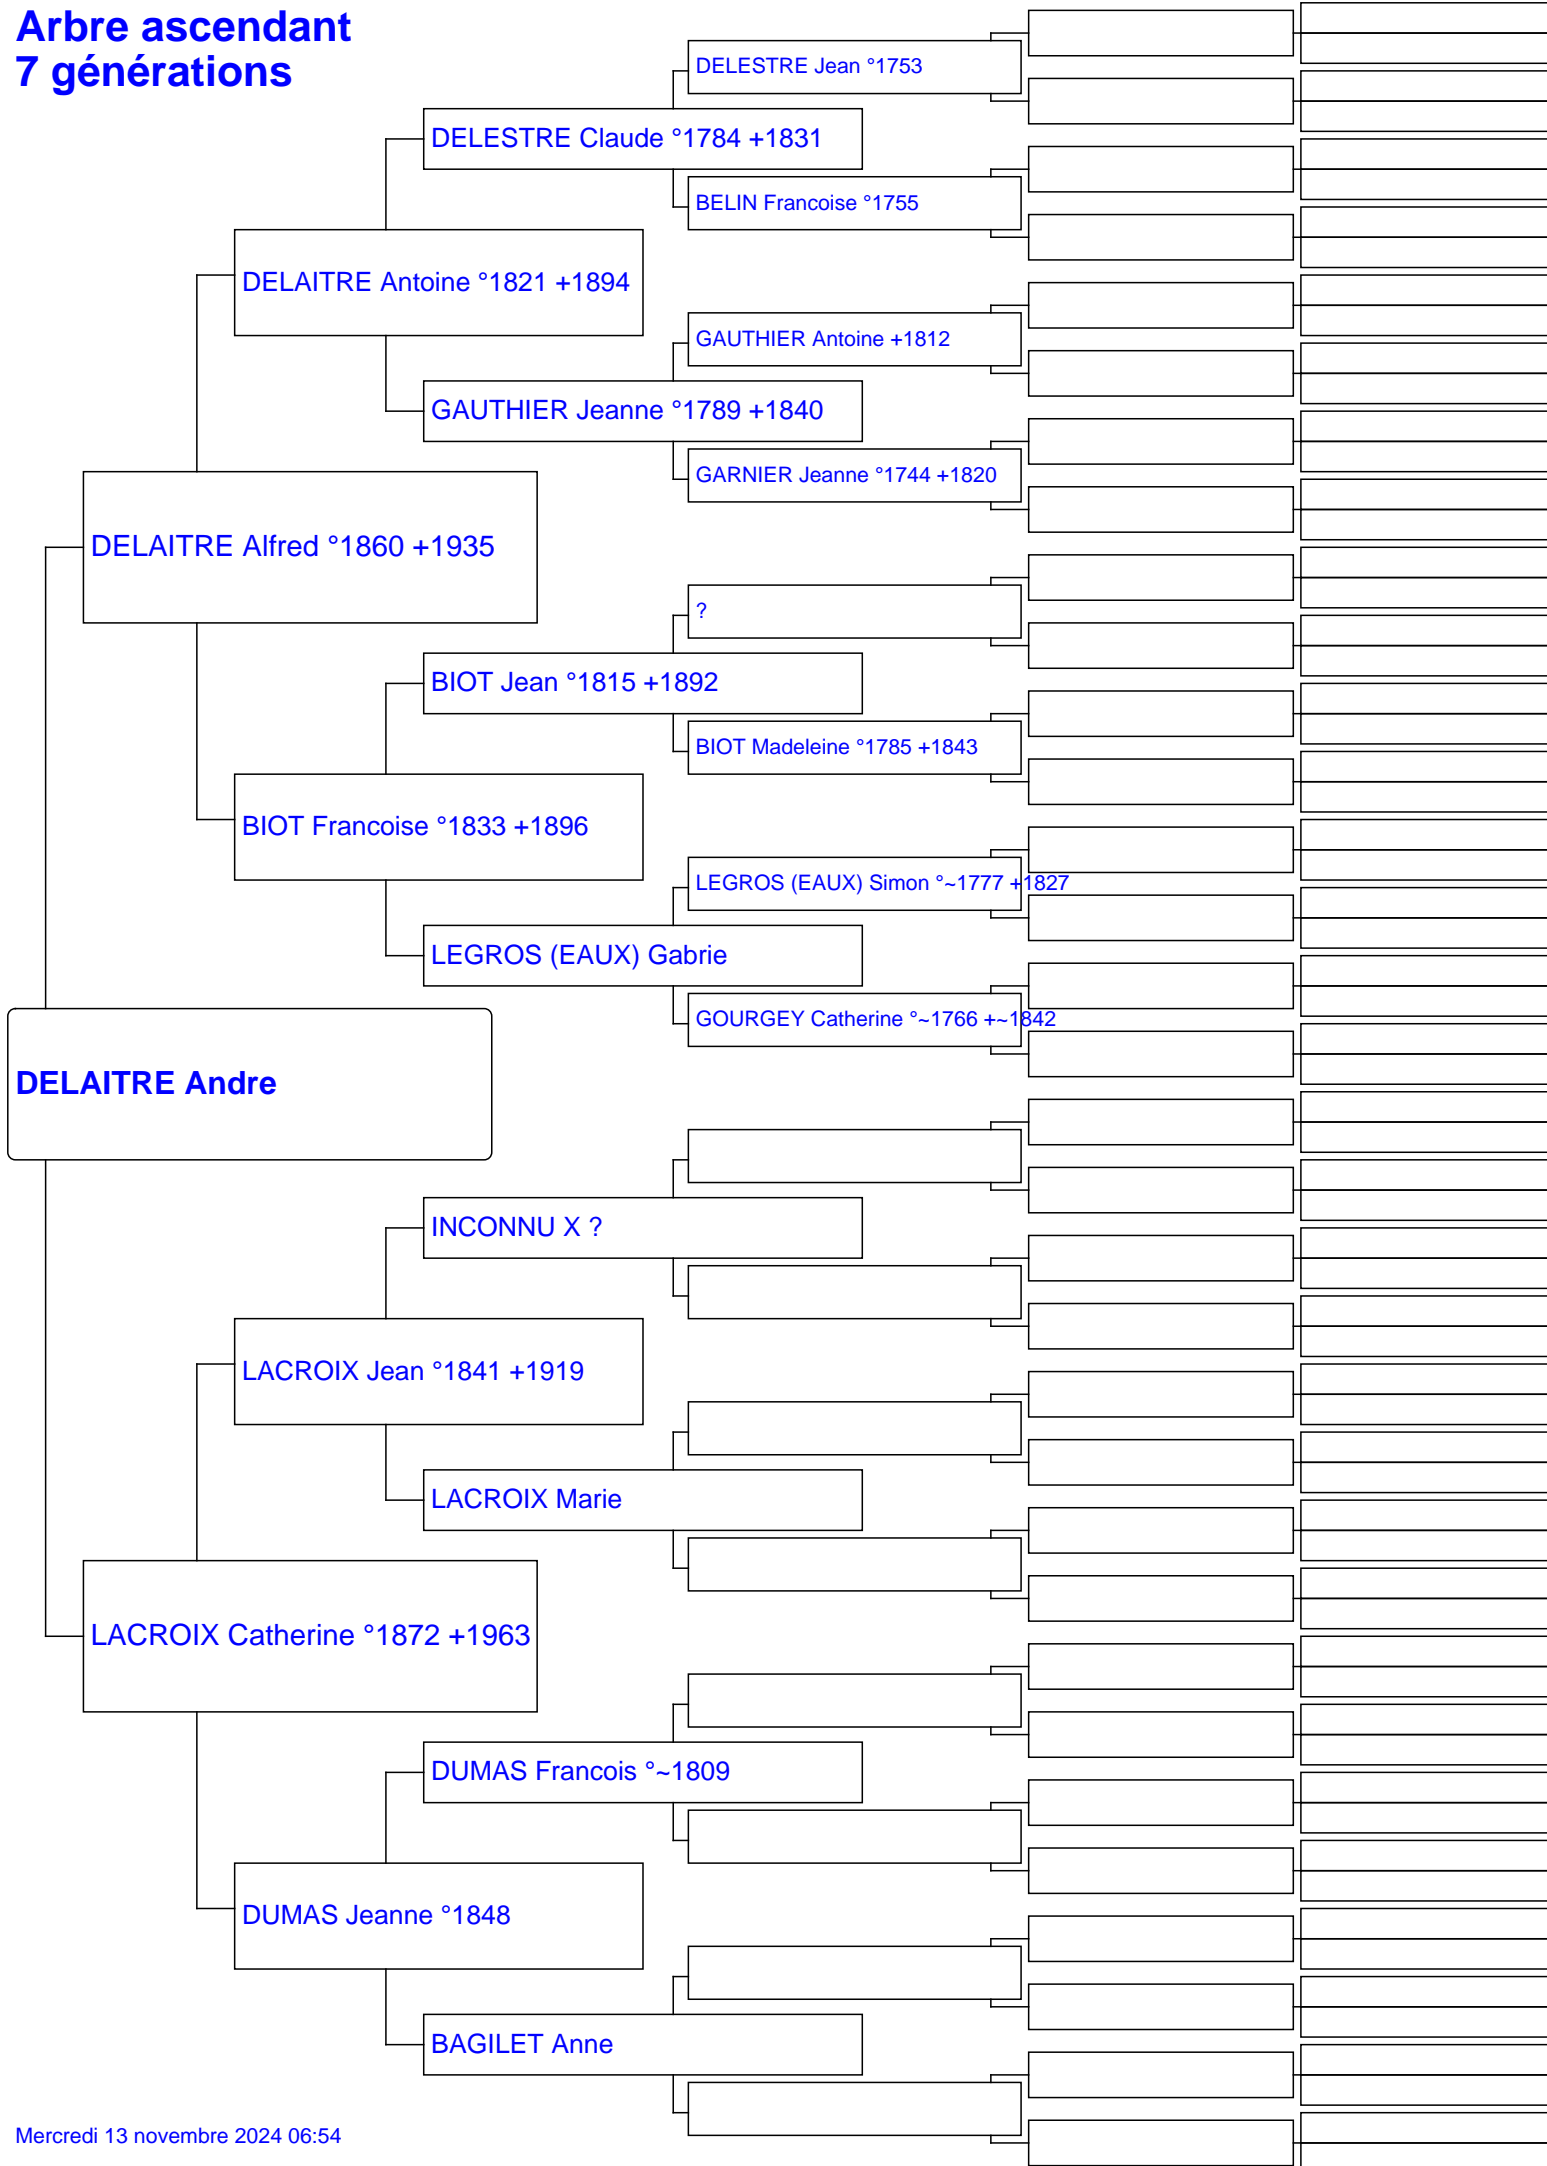 Arbre ascendant
7 générations
DELESTRE Jean °1753
DELESTRE Claude °1784 +1831
BELIN Francoise °1755
DELAITRE Antoine °1821 +1894
GAUTHIER Antoine +1812
GAUTHIER Jeanne °1789 +1840
GARNIER Jeanne °1744 +1820
DELAITRE Alfred °1860 +1935
?
BIOT Jean °1815 +1892
BIOT Madeleine °1785 +1843
BIOT Francoise °1833 +1896
LEGROS (EAUX) Simon °~1777 +1827
LEGROS (EAUX) Gabrie
GOURGEY Catherine °~1766 +~1842
DELAITRE Andre
INCONNU X ?
LACROIX Jean °1841 +1919
LACROIX Marie
LACROIX Catherine °1872 +1963
DUMAS Francois °~1809
DUMAS Jeanne °1848
BAGILET Anne
Mercredi 13 novembre 2024 06:54